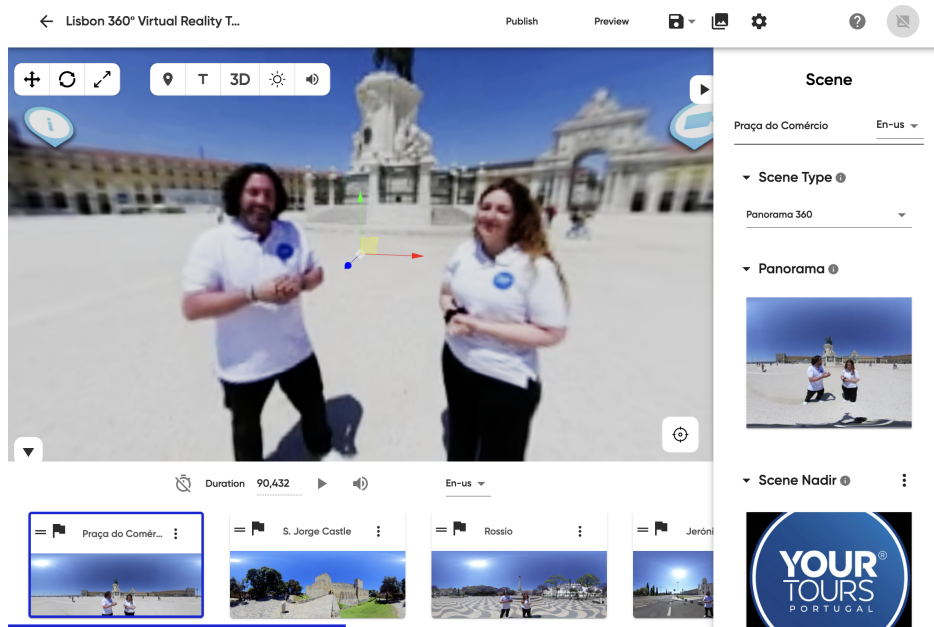 Lisbon 360º Virtual Reality T...
Publish
Preview
T
3D
i
Scene
Praça do Comércio
En-us
Scene Type
Panorama 360
Panorama
Duration
90,432
En-us
Scene Nadir
Praça do Comér...
S. Jorge Castle
Rossio
Jeróni
YOUR®
TOURS
PORTUGAL